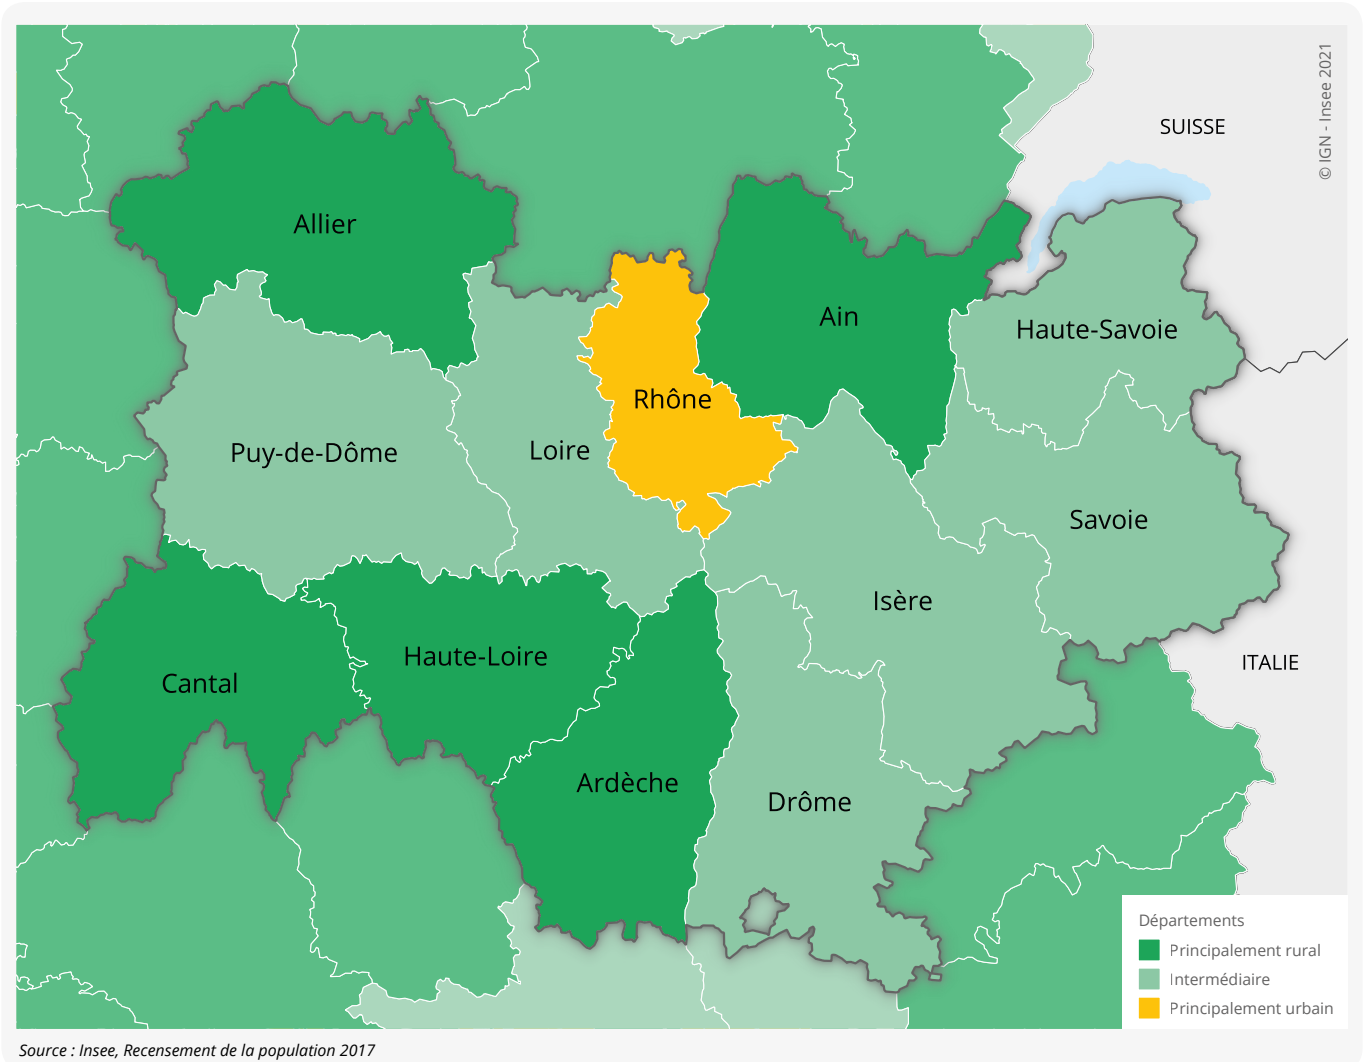 © IGN - Insee 2021
SUISSE
Allier
Ain
Haute-Savoie
Rhône
Puy-de-Dôme
Loire
Savoie
Isère
Haute-Loire
ITALIE
Cantal
Ardèche
Drôme
Départements
Principalement rural
Intermédiaire
Principalement urbain
Source : Insee, Recensement de la population 2017